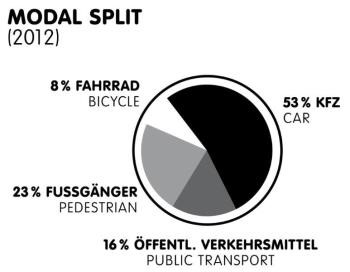 MODAL SPLIT
(2012)
8% FAHRRAD
BICYCLE
53% KFZ
CAR
23% FUSSGÄNGER
PEDESTRIAN
16% ÖFFENTL. VERKEHRSMITTEL
PUBLIC TRANSPORT